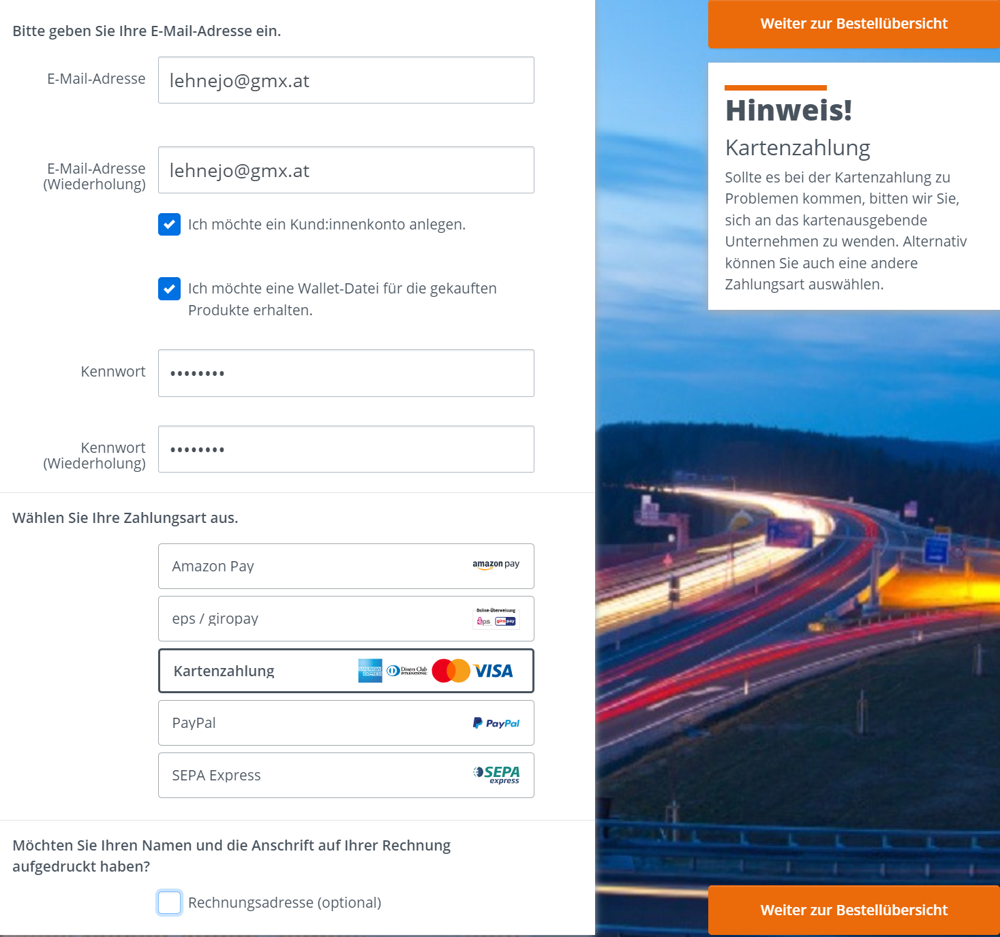 Bitte geben Sie Ihre E-Mail-Adresse ein.
E-Mail-Adresse
lehnejo@gmx.at
E-Mail-Adresse
(Wiederholung)
lehnejo@gmx.at
Ich möchte ein Kund:innenkonto anlegen.
Ich möchte eine Wallet-Datei für die gekauften
Produkte erhalten.
Kennwort
••••••••
Kennwort
(Wiederholung)
••••••••
Wählen Sie Ihre Zahlungsart aus.
Amazon Pay
amazon pay
eps / giropay
Online-Überweisung
eps giropay
Kartenzahlung
AMERICAN
EXPRESS
Diners Club
INTERNATIONAL
VISA
PayPal
PayPal
SEPA Express
SEPA
express
Möchten Sie Ihren Namen und die Anschrift auf Ihrer Rechnung
aufgedruckt haben?
Rechnungsadresse (optional)
Weiter zur Bestellübersicht
Hinweis!
Kartenzahlung
Sollte es bei der Kartenzahlung zu
Problemen kommen, bitten wir Sie,
sich an das kartenausgebende
Unternehmen zu wenden. Alternativ
können Sie auch eine andere
Zahlungsart auswählen.
Weiter zur Bestellübersicht